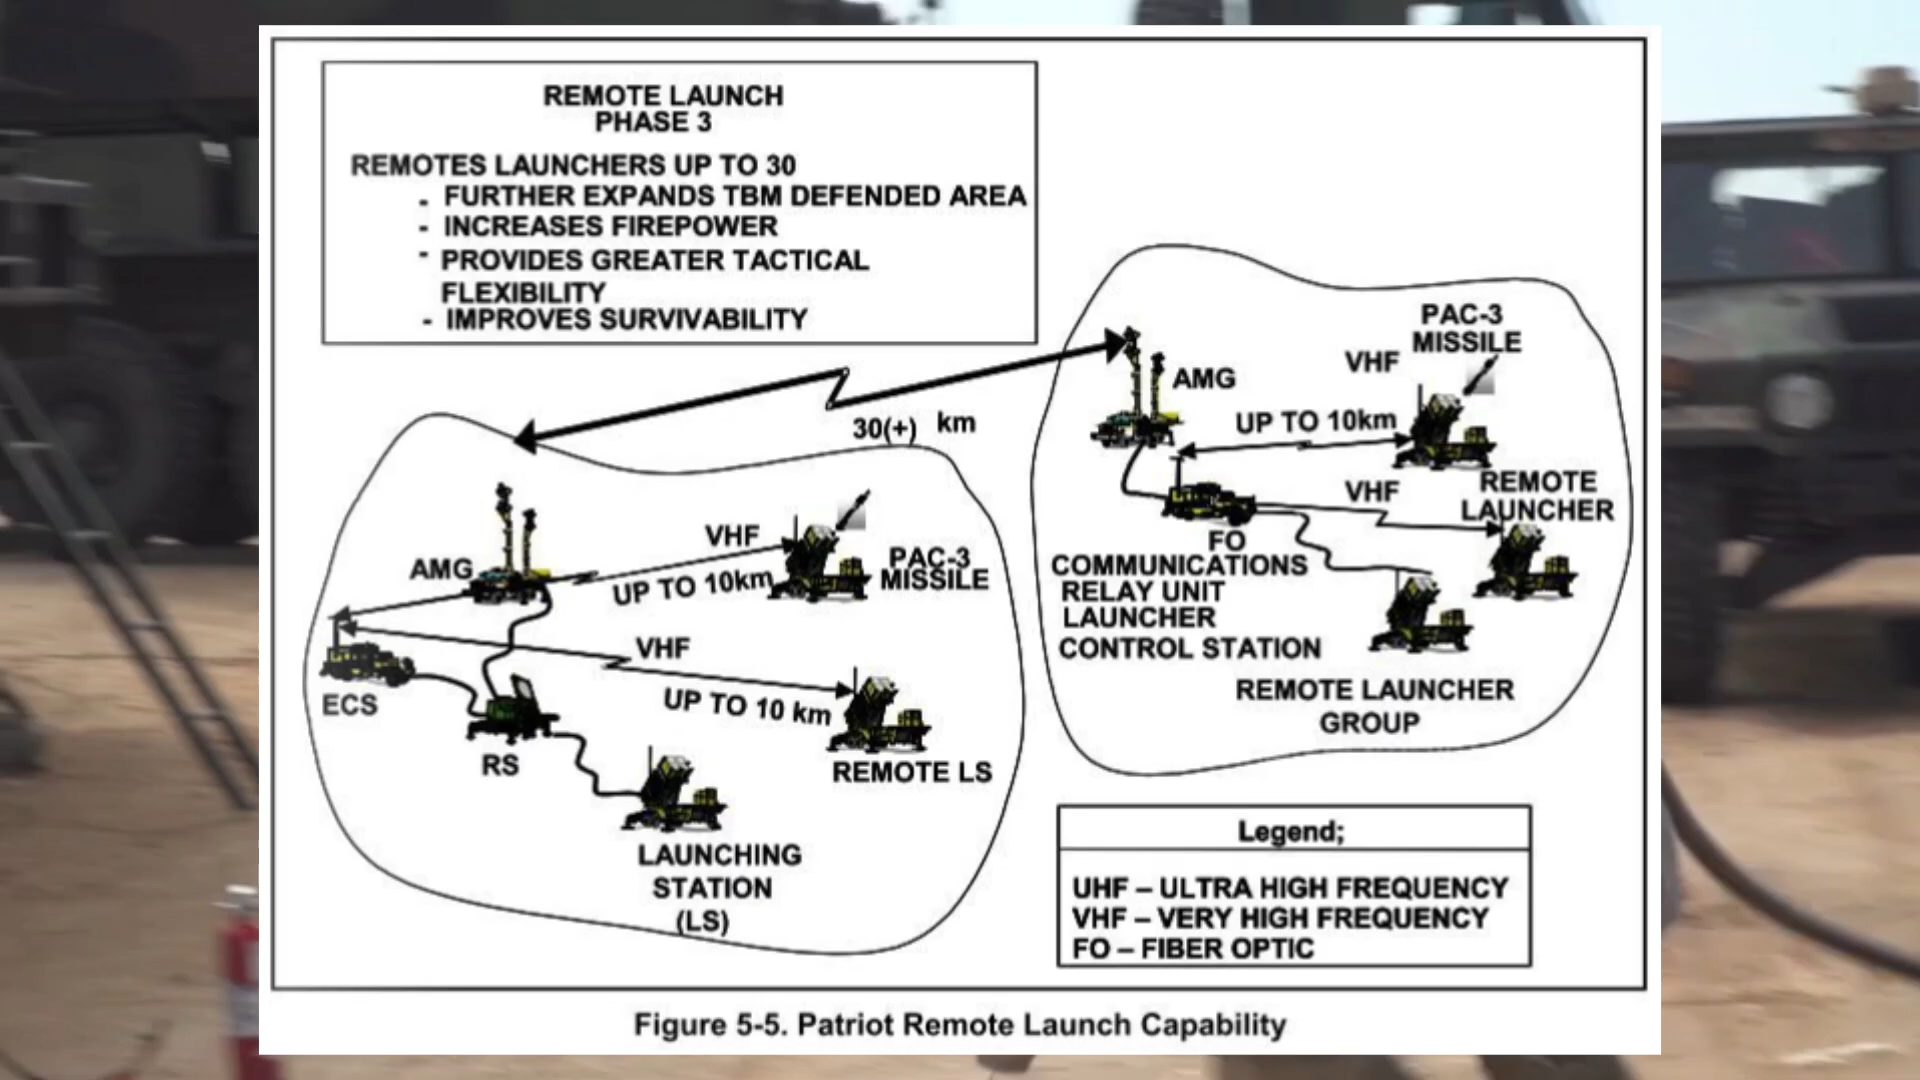 REMOTE LAUNCH
PHASE 3
REMOTES LAUNCHERS UP TO 30
- FURTHER EXPANDS TBM DEFENDED AREA
- INCREASES FIREPOWER
- PROVIDES GREATER TACTICAL
FLEXIBILITY
- IMPROVES SURVIVABILITY
30(+) km
AMG
VHF
UP TO 10km
PAC-3
MISSILE
VHF
UP TO 10 km
ECS
RS
REMOTE LS
LAUNCHING
STATION
(LS)
PAC-3
MISSILE
VHF
AMG
UP TO 10km
VHF
REMOTE
LAUNCHER
FO
COMMUNICATIONS
RELAY UNIT
LAUNCHER
CONTROL STATION
REMOTE LAUNCHER
GROUP
Legend;
UHF – ULTRA HIGH FREQUENCY
VHF – VERY HIGH FREQUENCY
FO – FIBER OPTIC
Figure 5-5. Patriot Remote Launch Capability